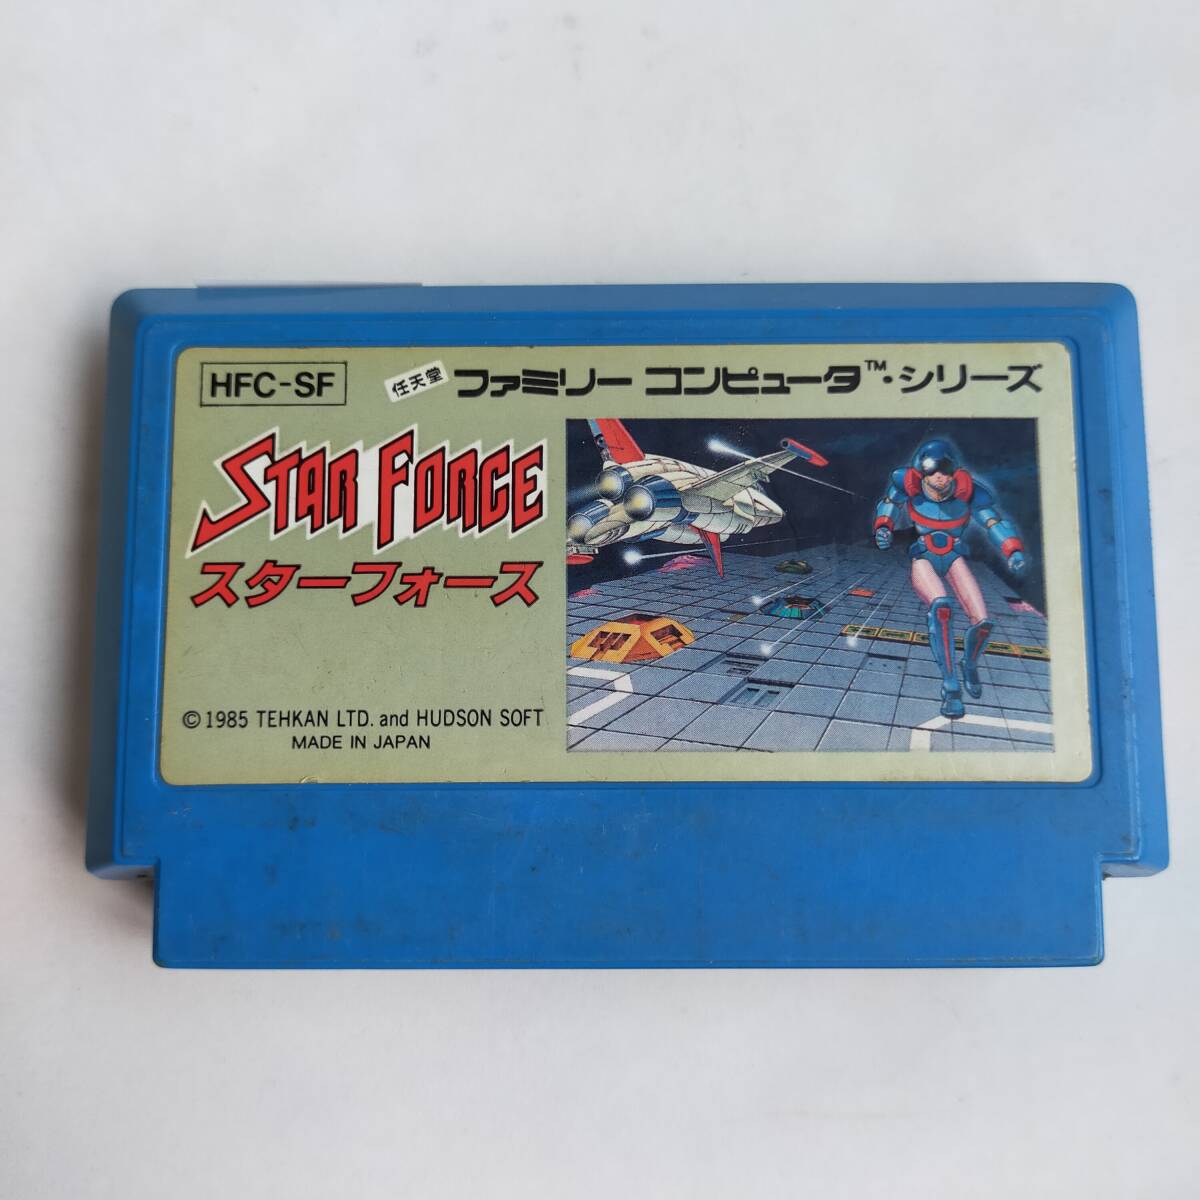 HFC-SF
任天堂 ファミリー コンピュータ™・シリーズ
STAR FORCE
スターフォース
© 1985 TEHKAN LTD. and HUDSON SOFT
MADE IN JAPAN